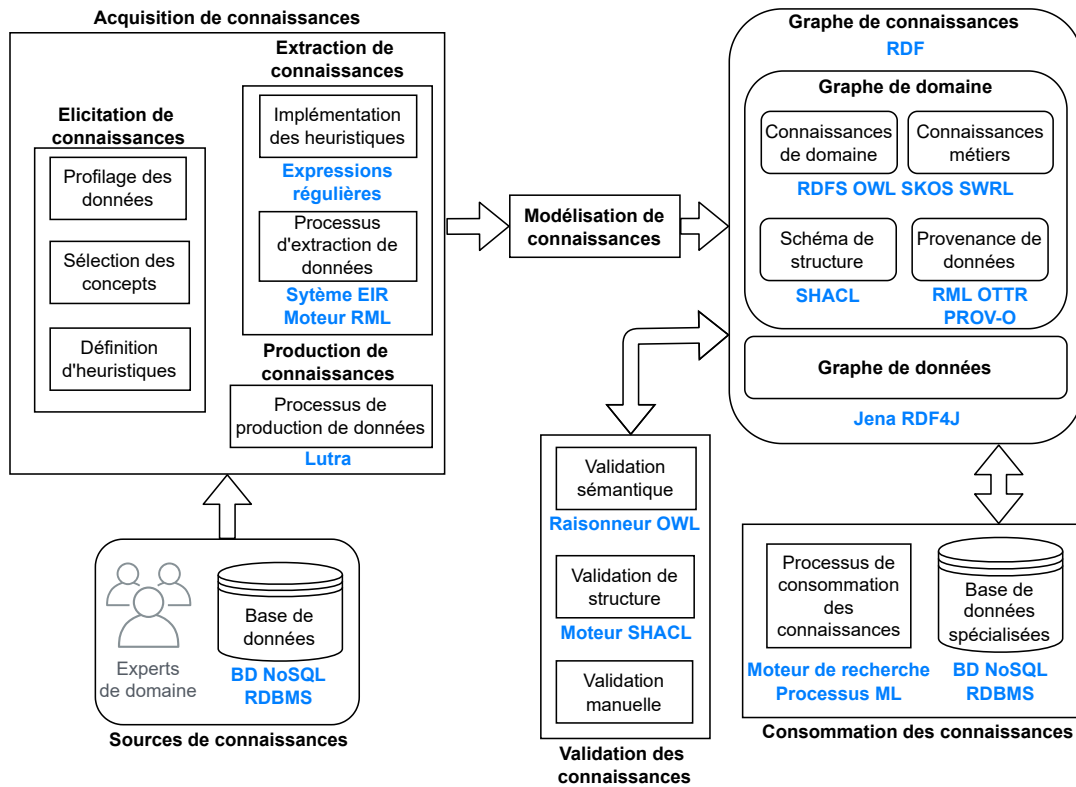 Acquisition de connaissances
Extraction de
connaissances
Implémentation
des heuristiques
Expressions
régulières
Processus
d'extraction de
données
Sytème EIR
Moteur RML
Elicitation de
connaissances
Profilage des
données
Sélection des
concepts
Définition
d'heuristiques
Production de
connaissances
Processus de
production de données
Lutra
Experts
de domaine
Base de
données
BD NoSQL
RDBMS
Sources de connaissances
Modélisation de
connaissances
Graphe de connaissances
RDF
Graphe de domaine
Connaissances
de domaine
Connaissances
métiers
RDFS OWL SKOS SWRL
Schéma de
structure
SHACL
Provenance de
données
RML OTTR
PROV-O
Graphe de données
Jena RDF4J
Validation
sémantique
Raisonneur OWL
Validation de
structure
Moteur SHACL
Validation
manuelle
Validation des
connaissances
Processus de
consommation
des
connaissances
Moteur de recherche
Processus ML
Base de
données
spécialisées
BD NoSQL
RDBMS
Consommation des connaissances